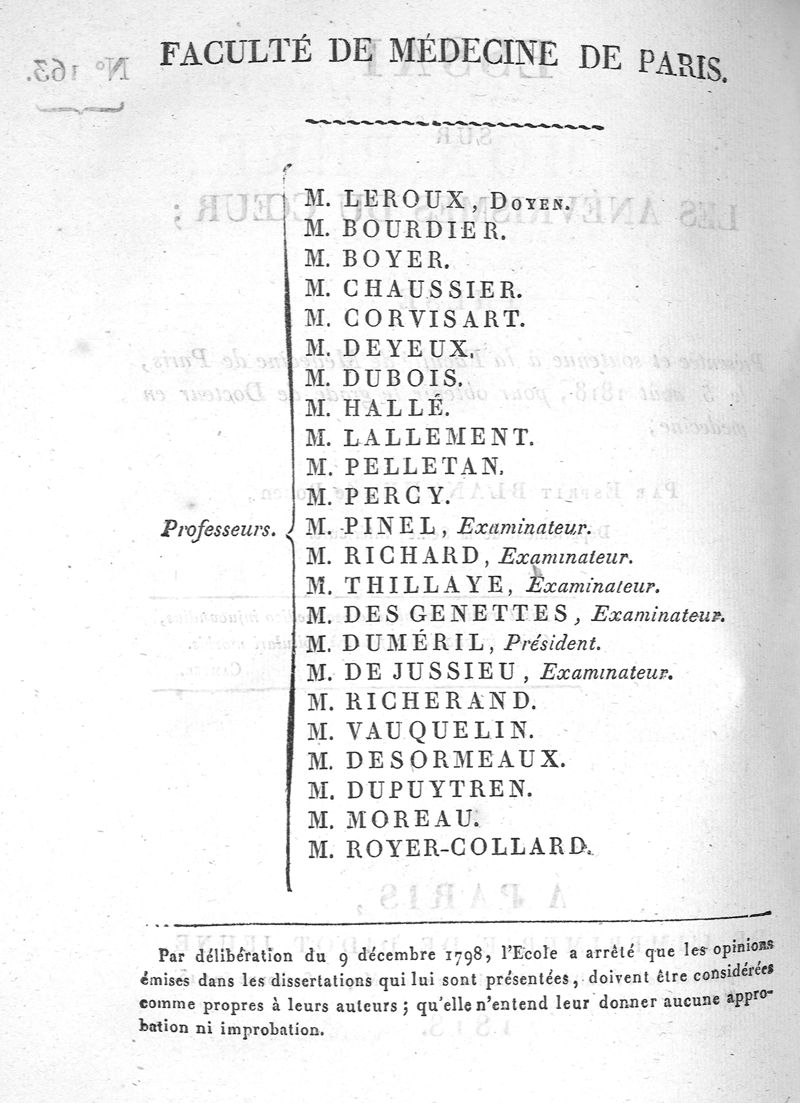 FACULTÉ DE MÉDECINE DE PARIS.
M. LEROUX, DOYEN.
M. BOURDIER.
M. BOYER.
M. CHAUSSIER.
M. CORVISART.
M. DEYEUX.
M. DUBOIS.
M. HALLÉ.
M. LALLEMENT.
M. PELLETAN.
M. PERCY.
Professeurs. M. PINEL, Examinateur.
M. RICHARD, Examinateur.
M. THILLAYE, Examinateur.
M. DES GENETTES, Examinateur.
M. DUMÉRIL, Président.
M. DE JUSSIEU, Examinateur.
M. RICHERAND.
M. VAUQUELIN.
M. DESORMEAUX.
M. DUPUYTREN.
M. MOREAU.
M. ROYER-COLLARD.
Par délibération du 9 décembre 1798, l'Ecole a arrêté que les opinions
émises dans les dissertations qui lui sont présentées, doivent être considérées
comme propres à leurs auteurs; qu'elle n'entend leur donner aucune appro-
bation ni improbation.